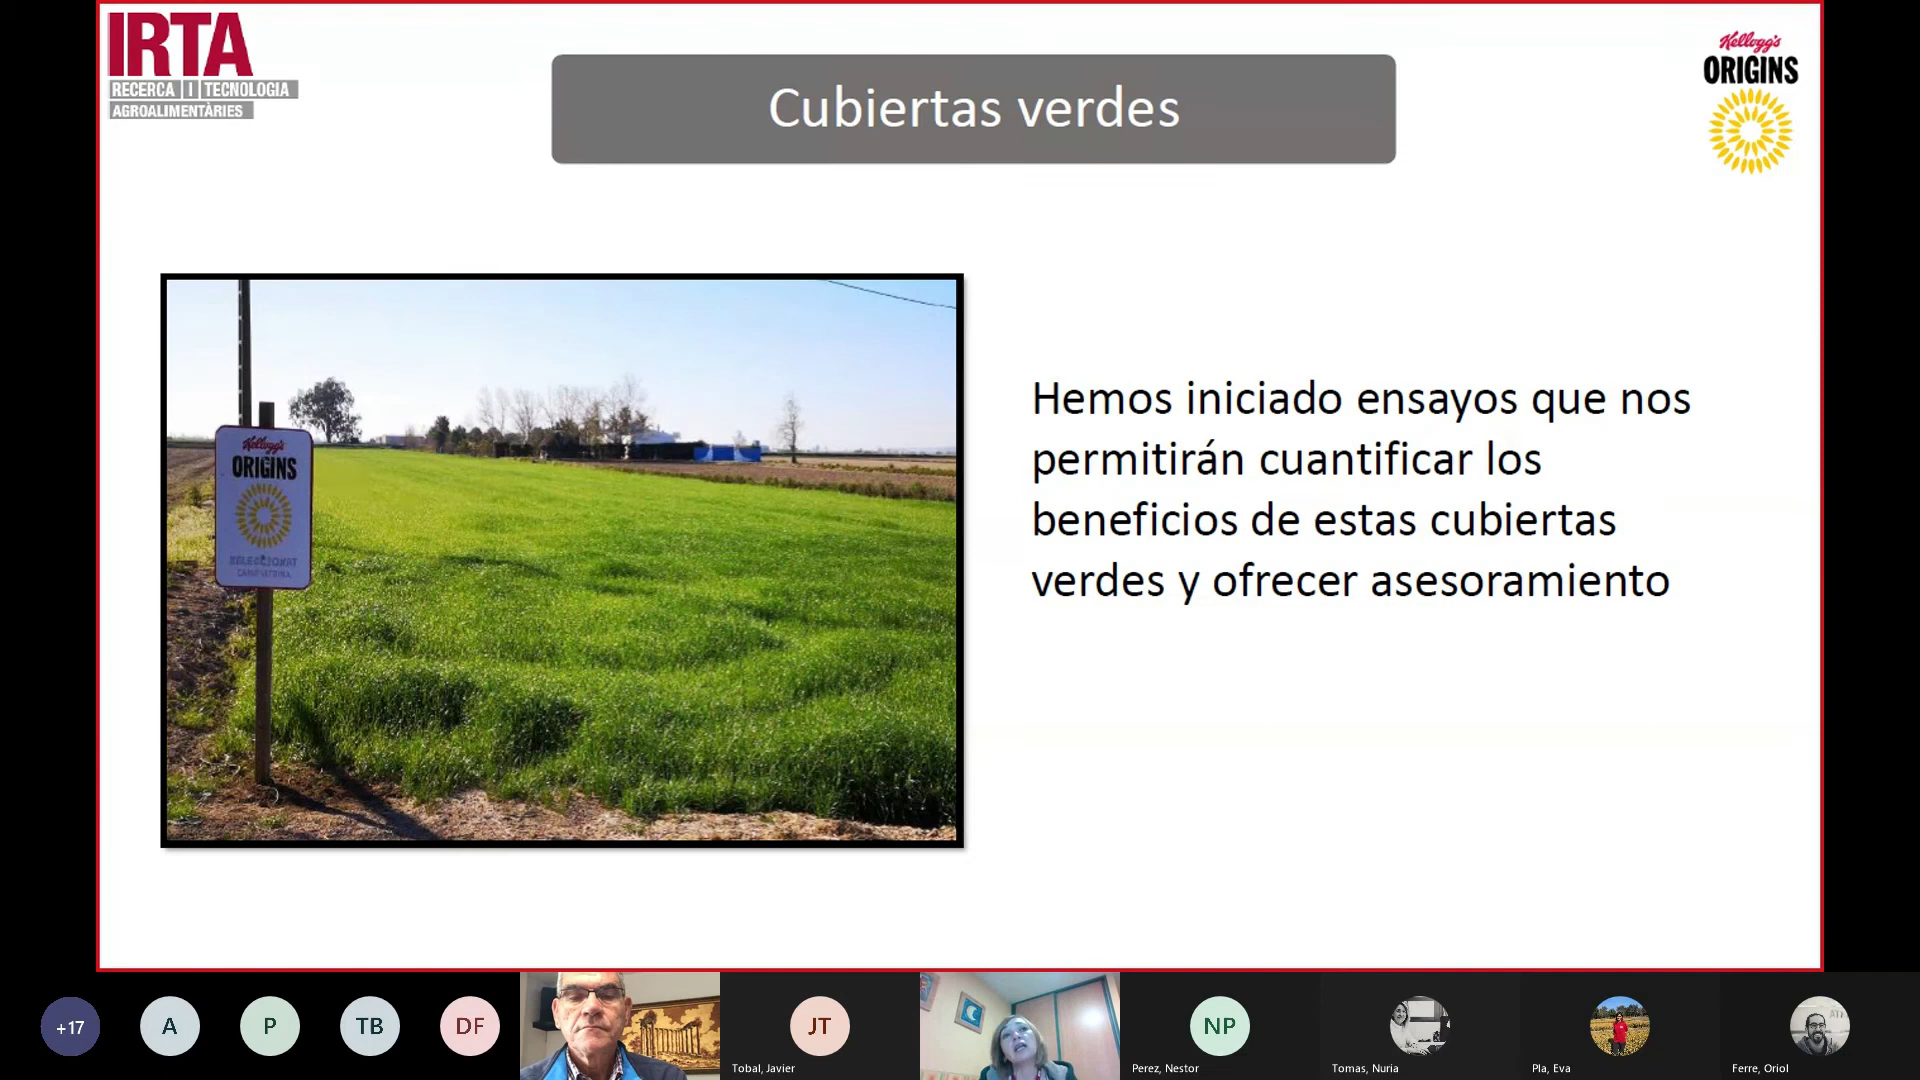 IRTA
RECERCA I TECNOLOGIA
AGROALIMENTÀRIES
Cubiertas verdes
Kellogg's
ORIGINS
Kellogg's
ORIGINS
SELECCIONAT
Hemos iniciado ensayos que nos
permitirán cuantificar los
beneficios de estas cubiertas
verdes y ofrecer asesoramiento
+17
A
P
TB
DF
JT
NP
Tobal, Javier
Perez, Nestor
Tomas, Nuria
Pla, Eva
Ferre, Oriol